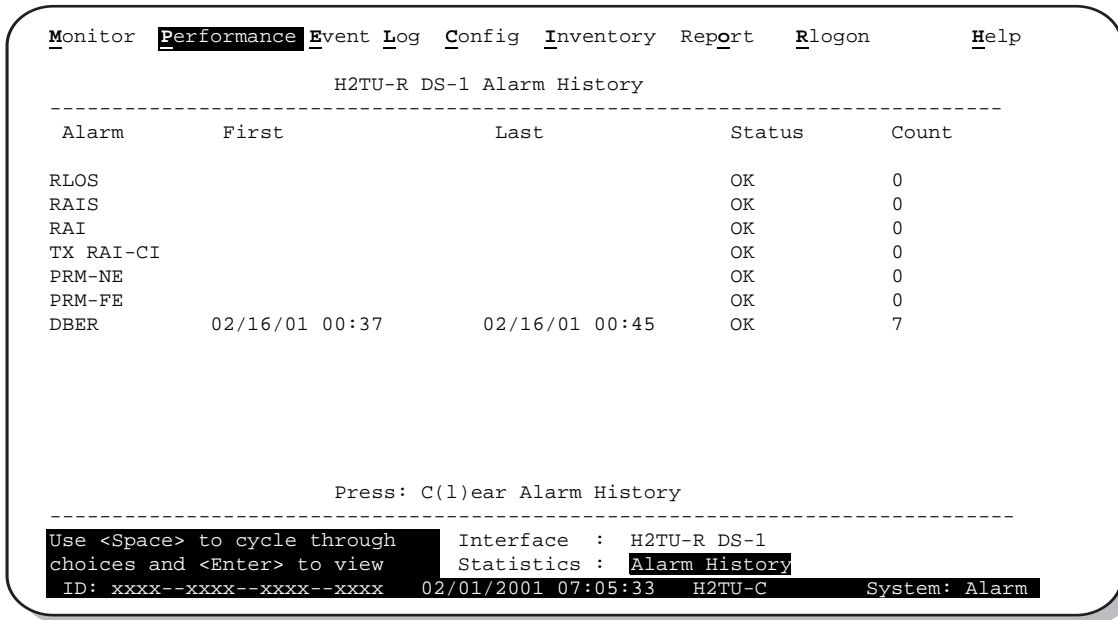 Monitor Performance Event Log Config Inventory Report Rlogon Help
H2TU-R DS-1 Alarm History
------------------------------------------------------------------------------
Alarm First Last Status Count
RLOS OK 0
RAIS OK 0
RAI OK 0
TX RAI-CI OK 0
PRM-NE OK 0
PRM-FE OK 0
DBER 02/16/01 00:37 02/16/01 00:45 OK 7
Press: C(l)ear Alarm History
-------------------------------------------------------------------------------
Use <Space> to cycle through Interface : H2TU-R DS-1
choices and <Enter> to view Statistics : Alarm History
ID: xxxx--xxxx--xxxx--xxxx 02/01/2001 07:05:33 H2TU-C System: Alarm